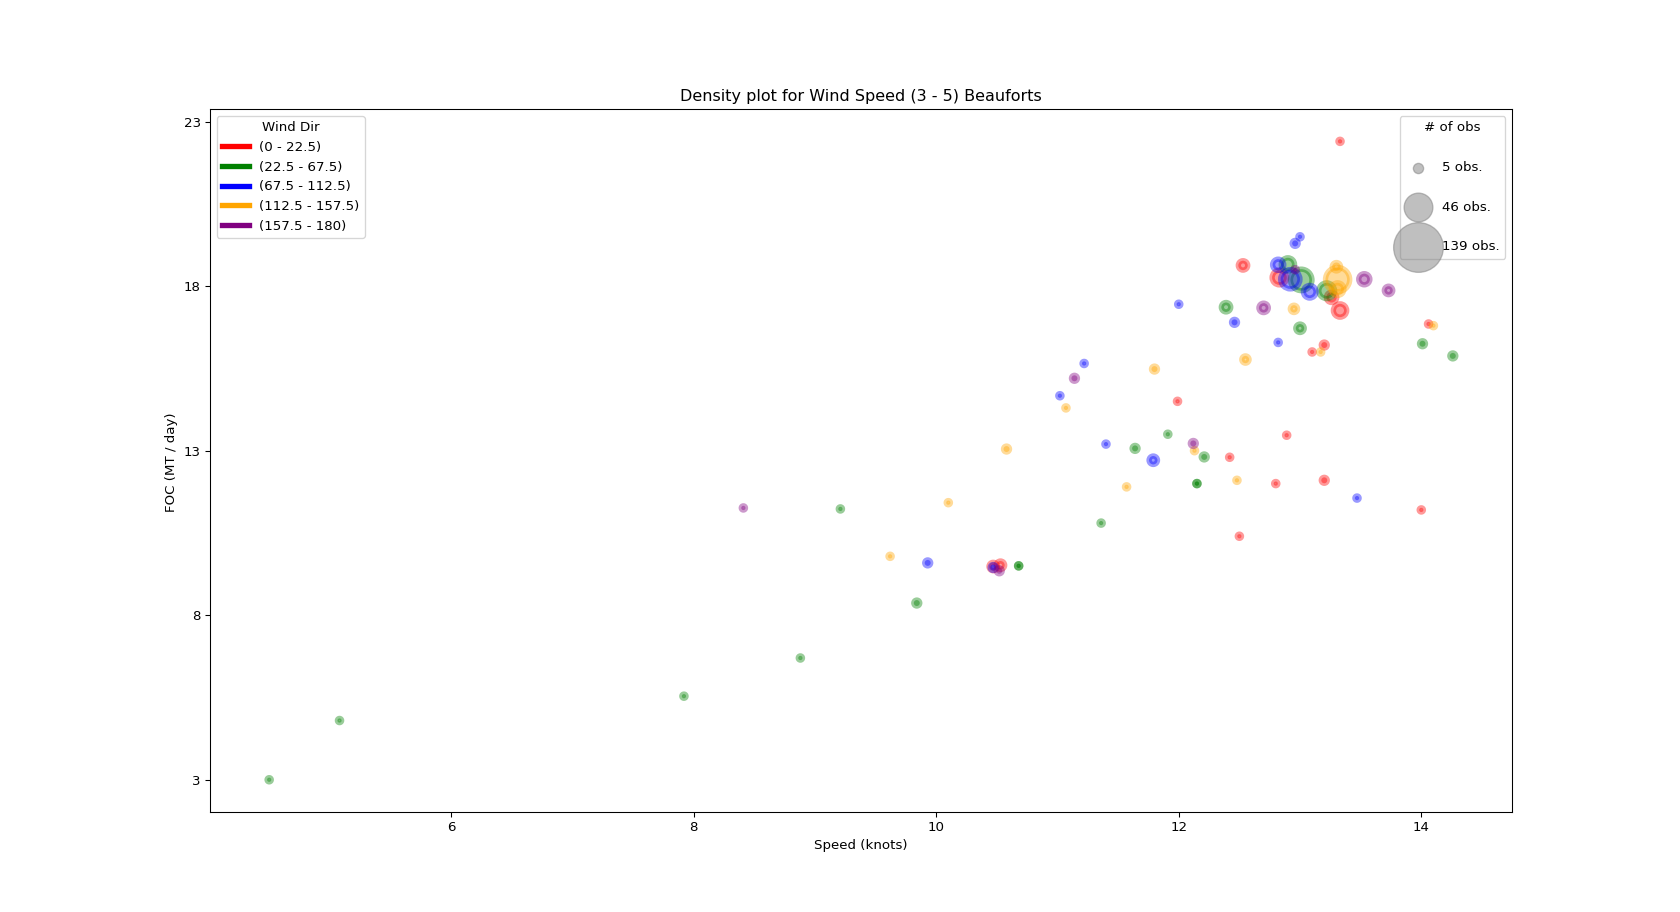 Density plot for Wind Speed (3 - 5) Beauforts
Wind Dir
(0 - 22.5)
(22.5 - 67.5)
(67.5 - 112.5)
(112.5 - 157.5)
(157.5 - 180)
# of obs
5 obs.
46 obs.
139 obs.
FOC (MT / day)
23
18
13
8
3
6
8
10
12
14
Speed (knots)